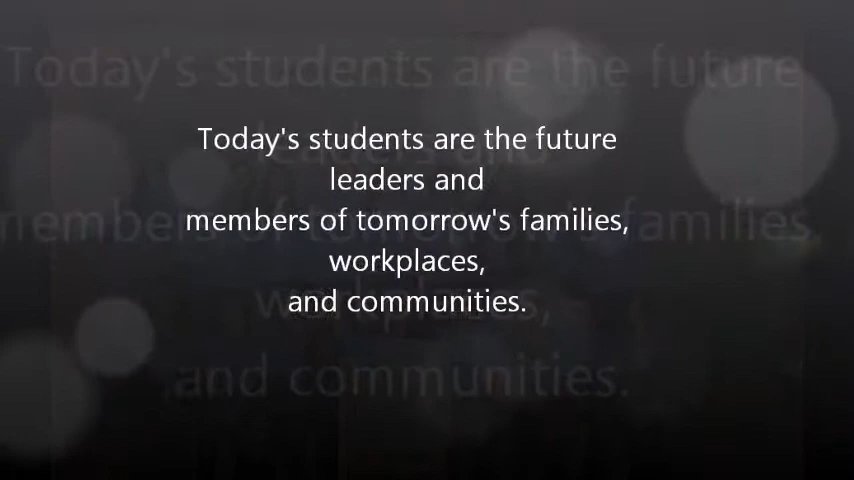 Today's students are the future
leaders and
members of tomorrow's families,
workplaces,
and communities.